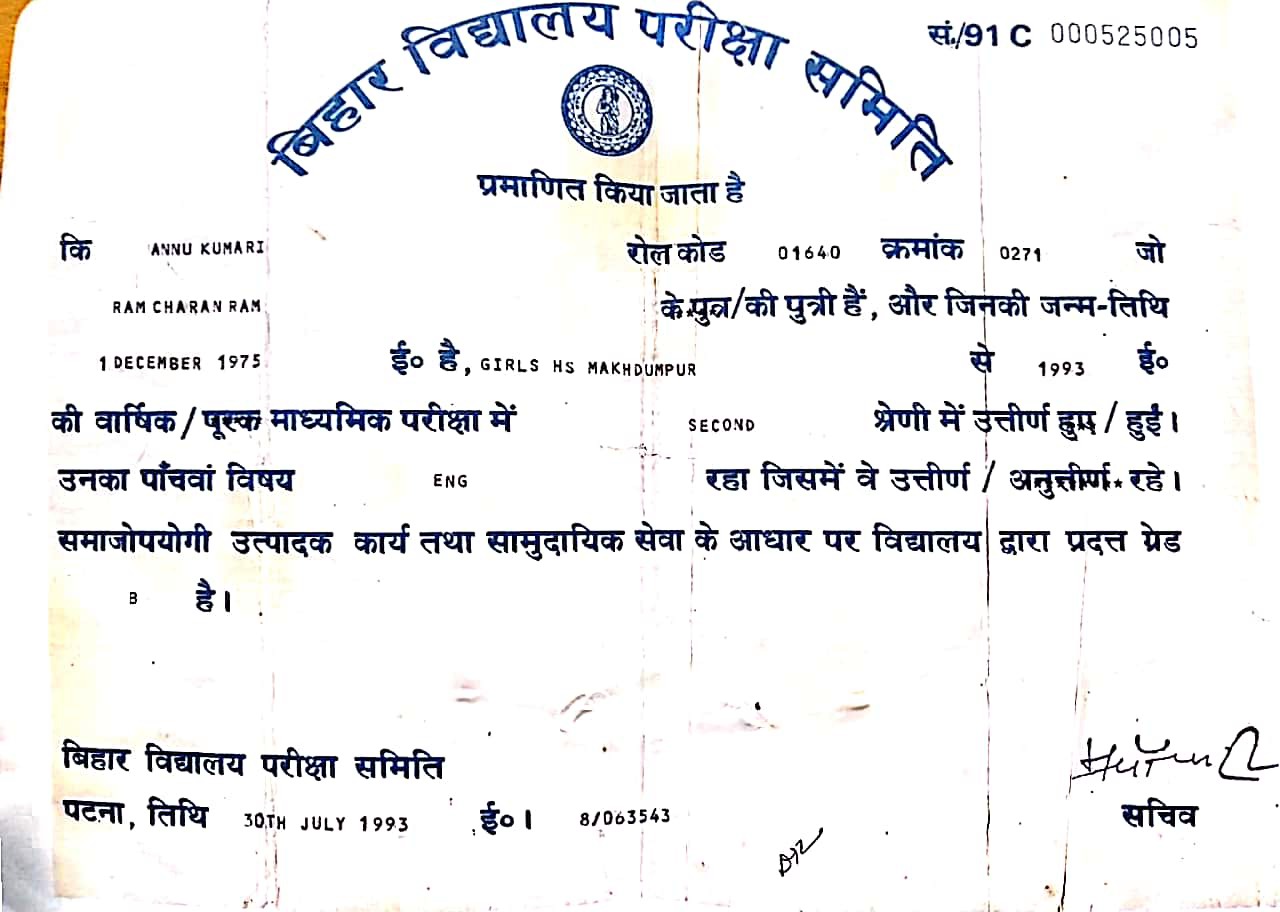 बिहार विद्यालय परीक्षा समिति
सं./91 C 000525005
प्रमाणित किया जाता है
कि ANNU KUMARI रोल कोड 01640 क्रमांक 0271 जो
RAM CHARAN RAM के पुत्र/की पुत्री हैं, और जिनकी जन्म-तिथि
1 DECEMBER 1975 ई० है, GIRLS HS MAKHDUMPUR से 1993 ई०
की वार्षिक / पूरक माध्यमिक परीक्षा में SECOND श्रेणी में उत्तीर्ण हुए / हुईं।
उनका पाँचवां विषय ENG रहा जिसमें वे उत्तीर्ण / अनुत्तीर्ण रहे।
समाजोपयोगी उत्पादक कार्य तथा सामुदायिक सेवा के आधार पर विद्यालय द्वारा प्रदत्त ग्रेड
B है।
बिहार विद्यालय परीक्षा समिति
पटना, तिथि 30TH JULY 1993 ई०। 8/063543
सचिव